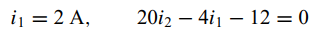 i₁ = 2 A, 20i₂ − 4i₁ − 12 = 0